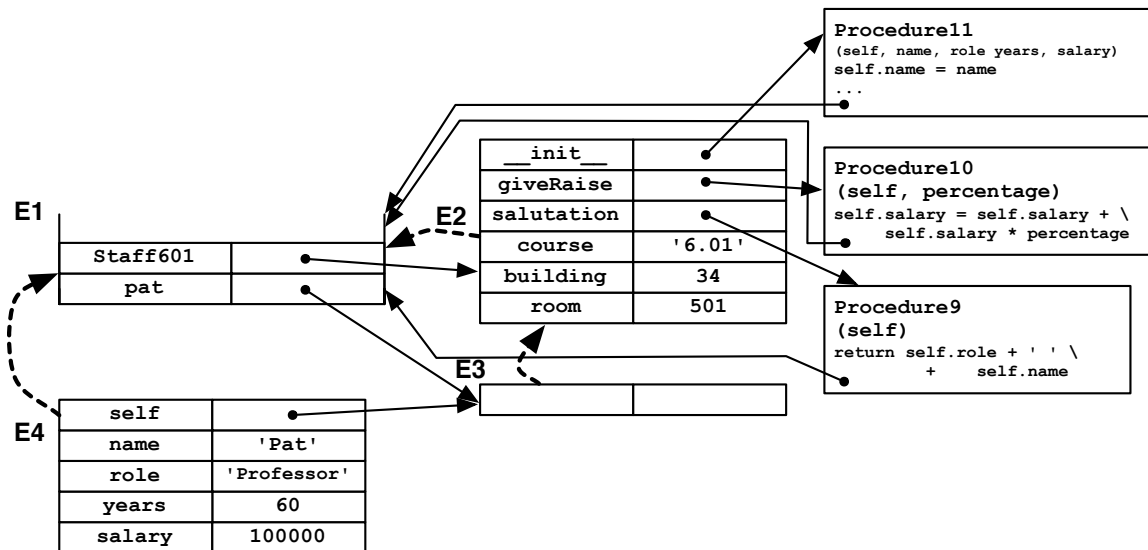 Procedure11
(self, name, role years, salary)
self.name = name
...
__init__
giveRaise
salutation
course '6.01'
building 34
room 501
Procedure10
(self, percentage)
self.salary = self.salary + \
self.salary * percentage
E1
E2
Staff601
pat
Procedure9
(self)
return self.role + ' ' \
+ self.name
E3
E4
self
name 'Pat'
role 'Professor'
years 60
salary 100000